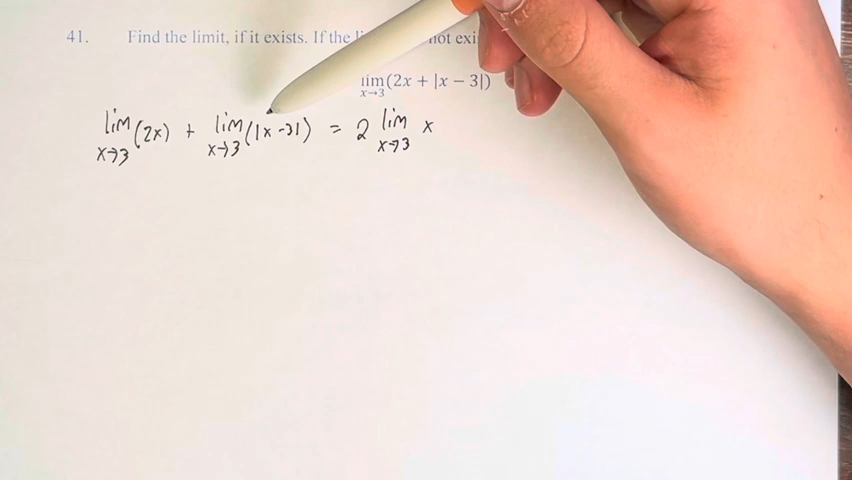 41. Find the limit, if it exists. If the not
lim (2x + |x − 3|)
x→3
lim (2x) + lim (|x-3|) = 2 lim x
x→3 x→3 x→3